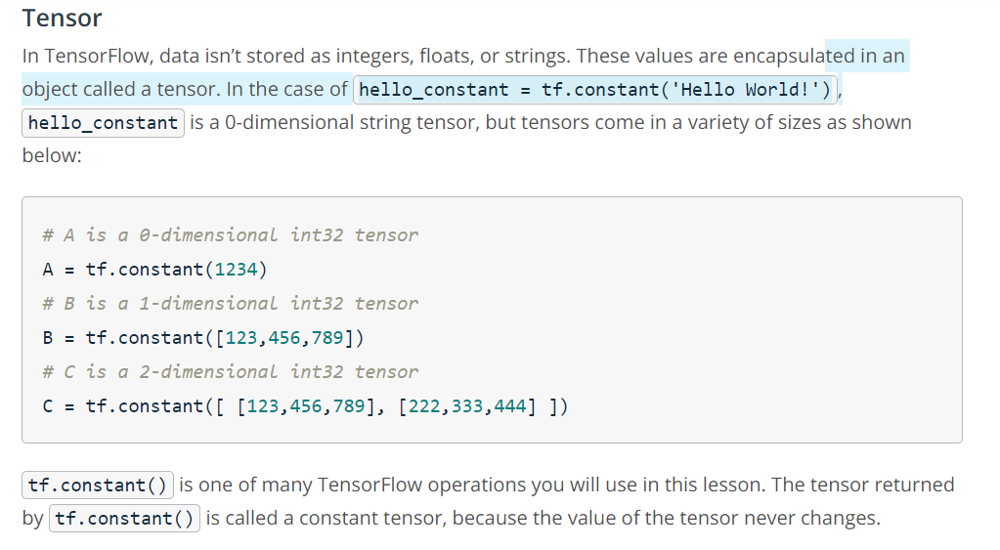 Tensor
In TensorFlow, data isn’t stored as integers, floats, or strings. These values are encapsulated in an
object called a tensor. In the case of hello_constant = tf.constant('Hello World!'),
hello_constant is a 0-dimensional string tensor, but tensors come in a variety of sizes as shown
below:
# A is a 0-dimensional int32 tensor
A = tf.constant(1234)
# B is a 1-dimensional int32 tensor
B = tf.constant([123,456,789])
# C is a 2-dimensional int32 tensor
C = tf.constant([ [123,456,789], [222,333,444] ])
tf.constant() is one of many TensorFlow operations you will use in this lesson. The tensor returned
by tf.constant() is called a constant tensor, because the value of the tensor never changes.